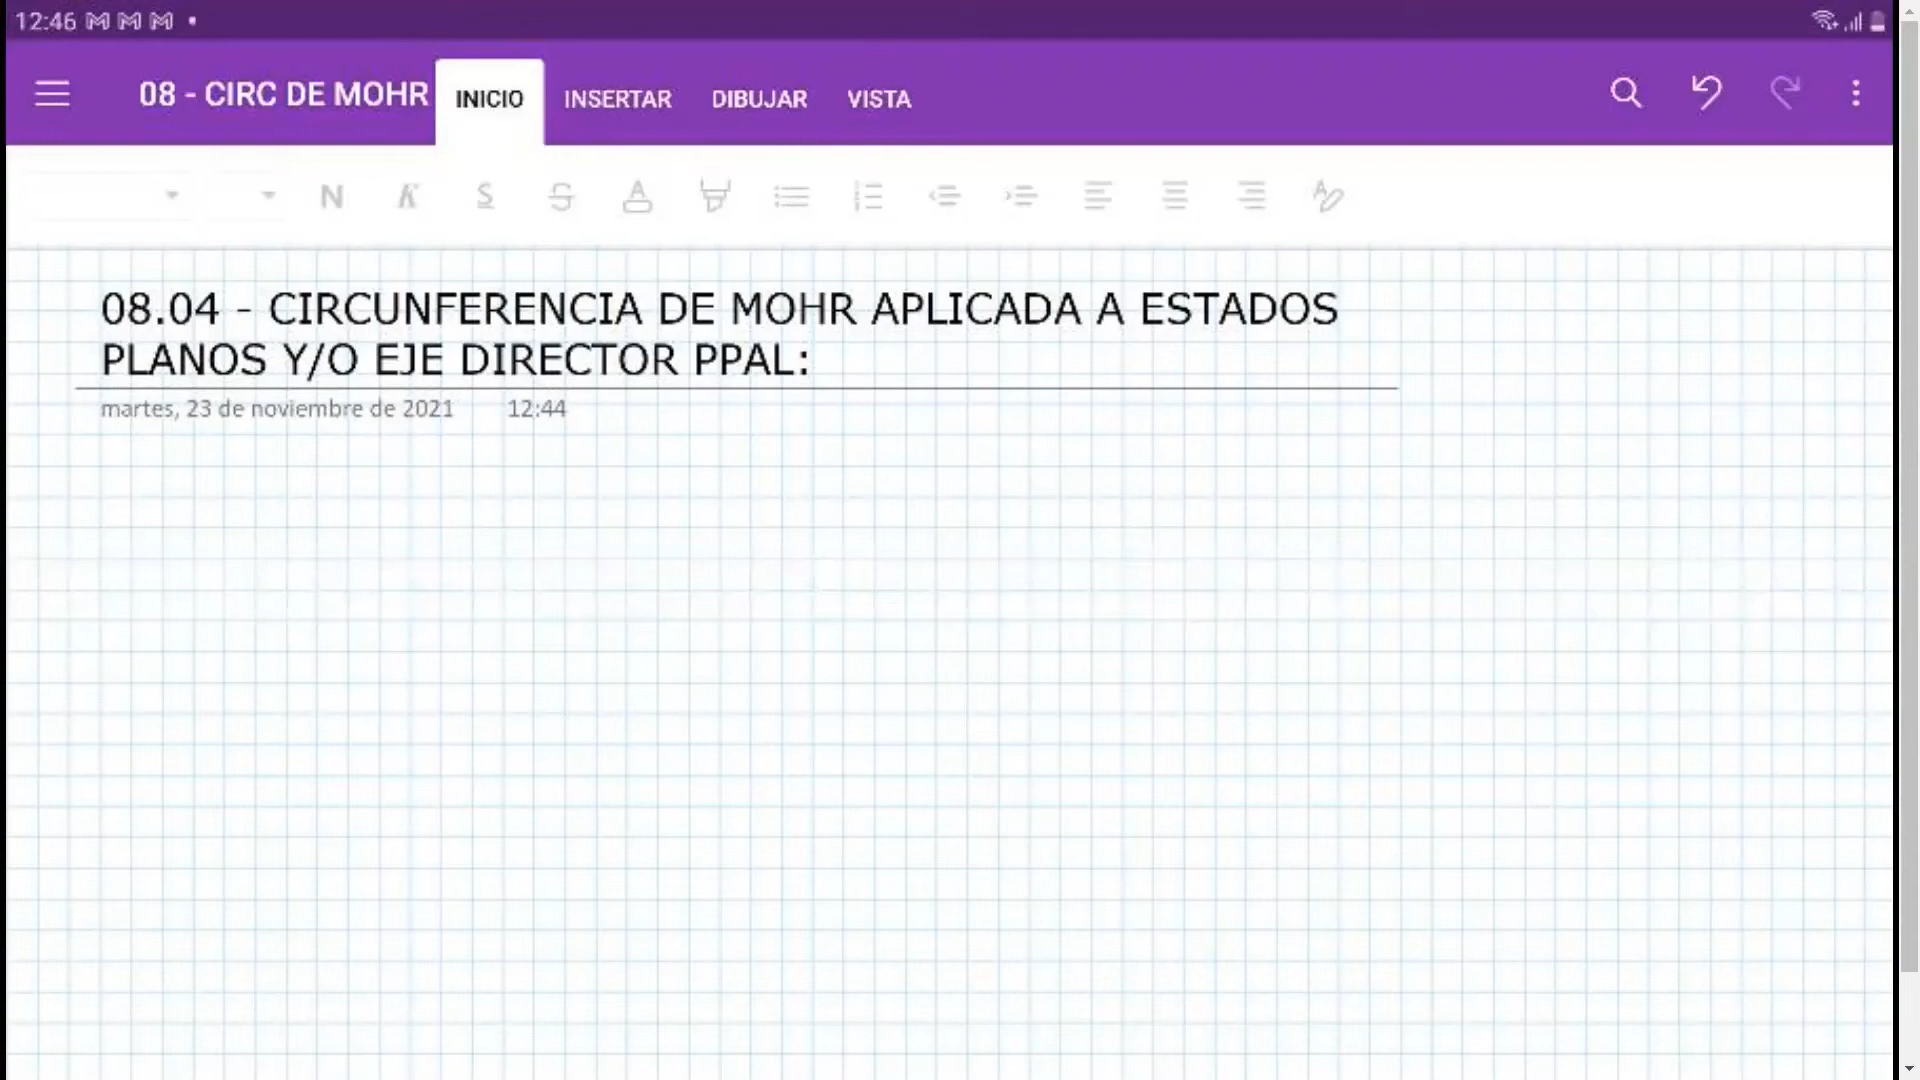 12:46
08 - CIRC DE MOHR INICIO INSERTAR DIBUJAR VISTA
N K S S A A
08.04 - CIRCUNFERENCIA DE MOHR APLICADA A ESTADOS
PLANOS Y/O EJE DIRECTOR PPAL:
martes, 23 de noviembre de 2021 12:44